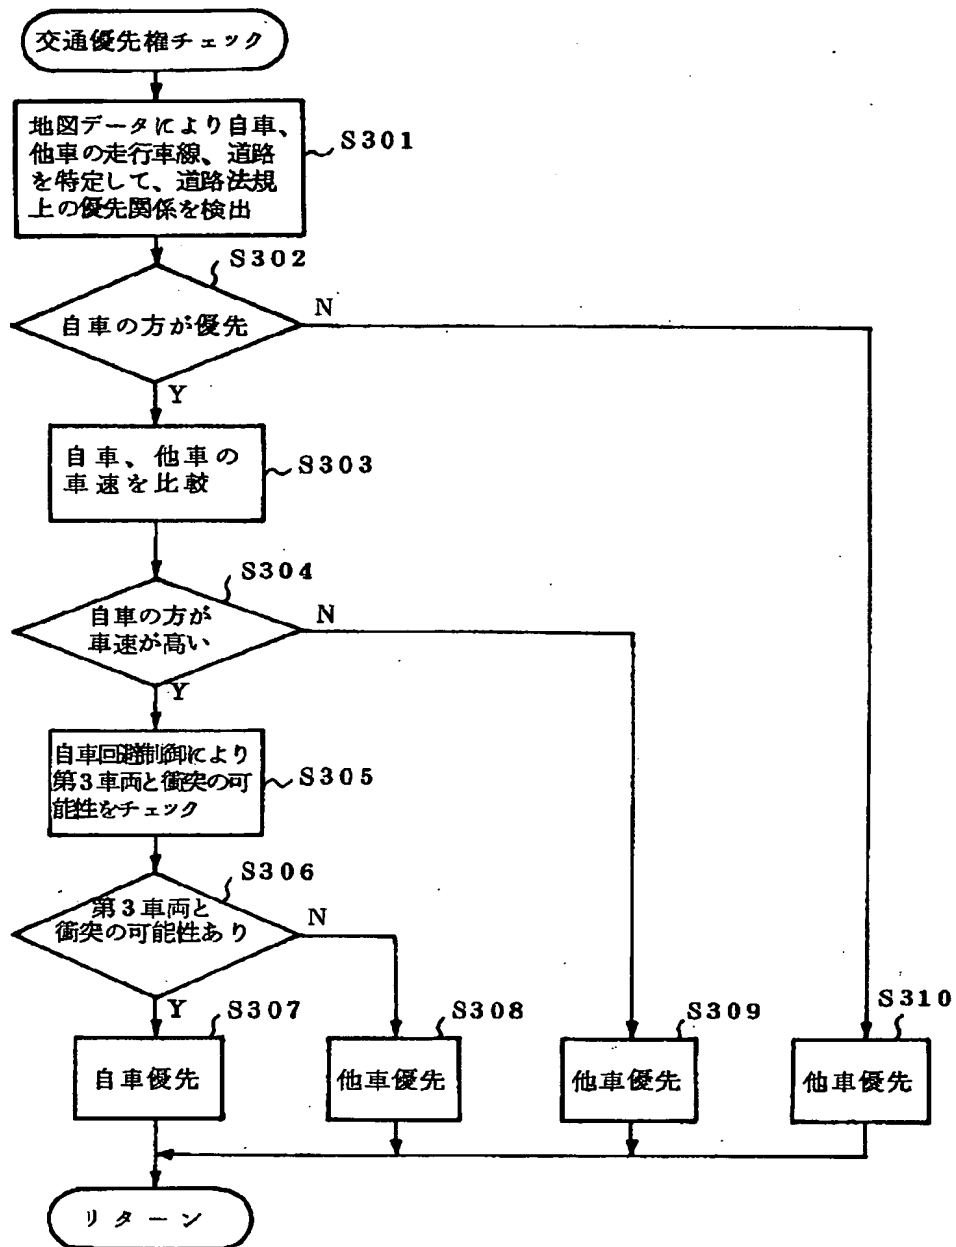 交通優先権チェック
地図データにより自車、
他車の走行車線、道路
を特定して、道路法規
上の優先関係を検出
S301
S302
自車の方が優先
N
Y
自車、他車の
車速を比較
S303
S304
自車の方が
車速が高い
N
Y
自車回避制御により
第3車両と衝突の可
能性をチェック
S305
S306
第3車両と
衝突の可能性あり
N
Y
S307
自車優先
S308
他車優先
S309
他車優先
S310
他車優先
リターン